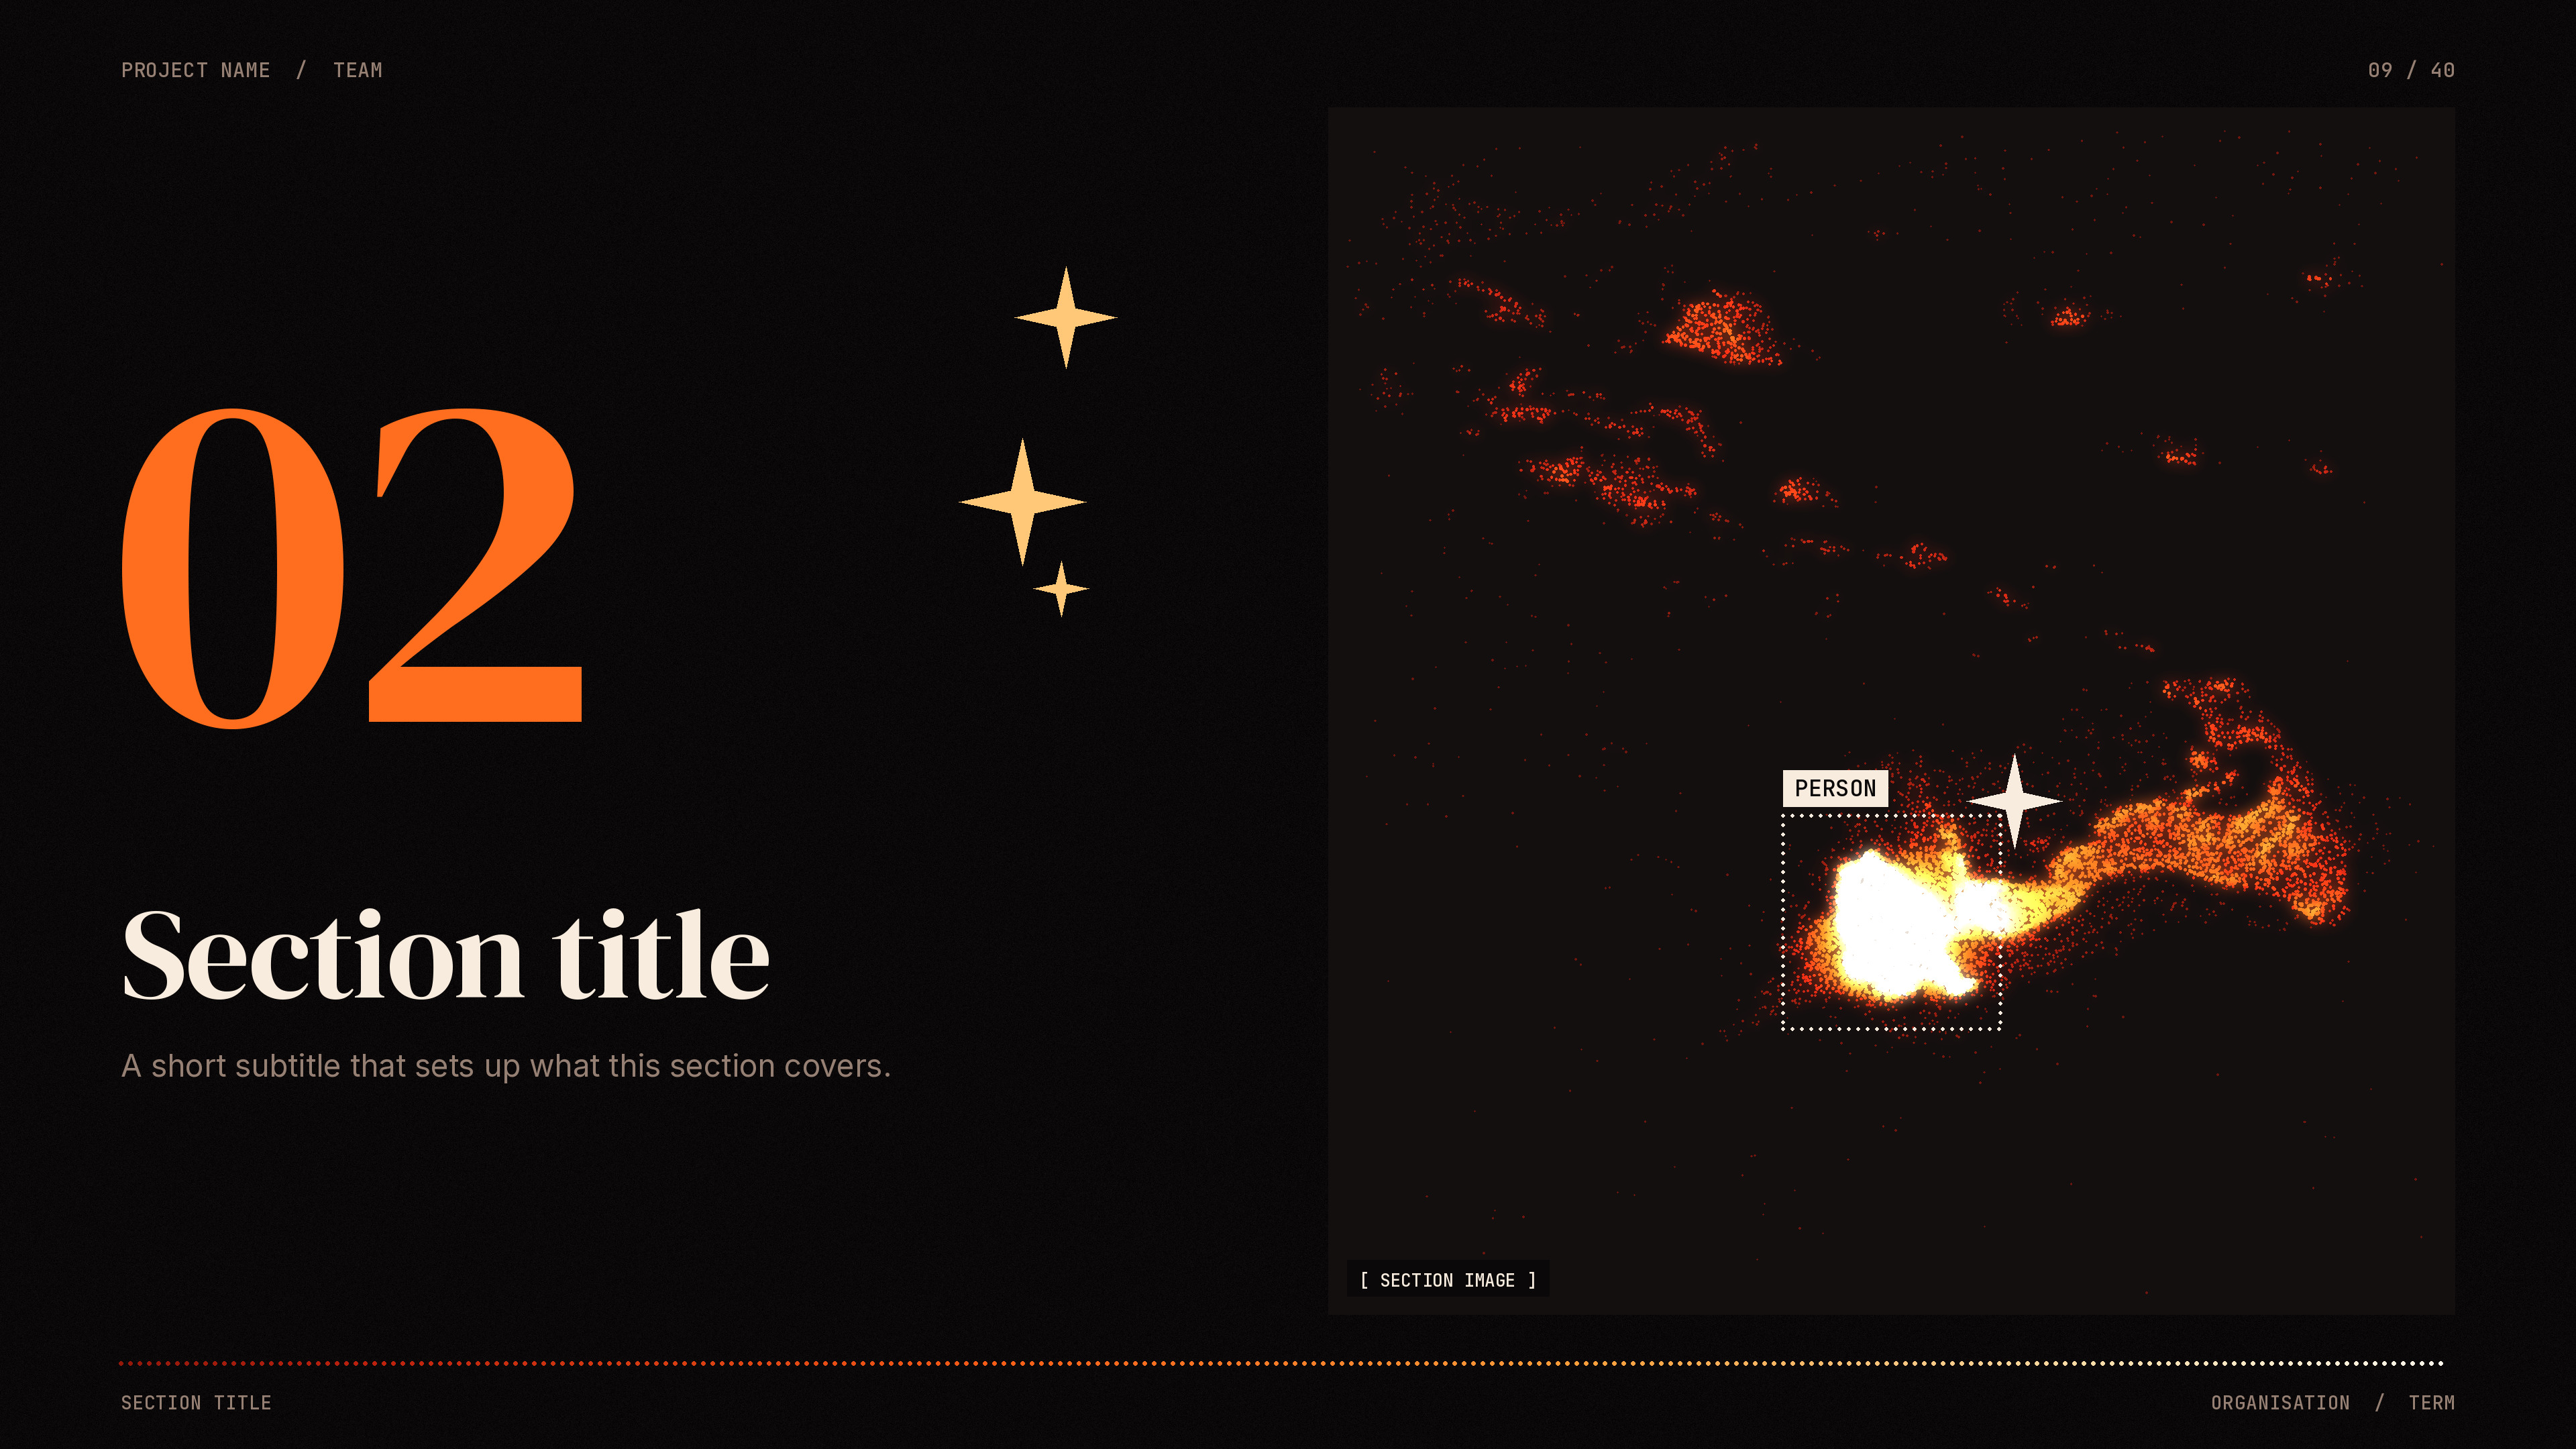 PROJECT NAME / TEAM
09 / 40
02
Section title
A short subtitle that sets up what this section covers.
PERSON
[ SECTION IMAGE ]
SECTION TITLE
ORGANISATION / TERM